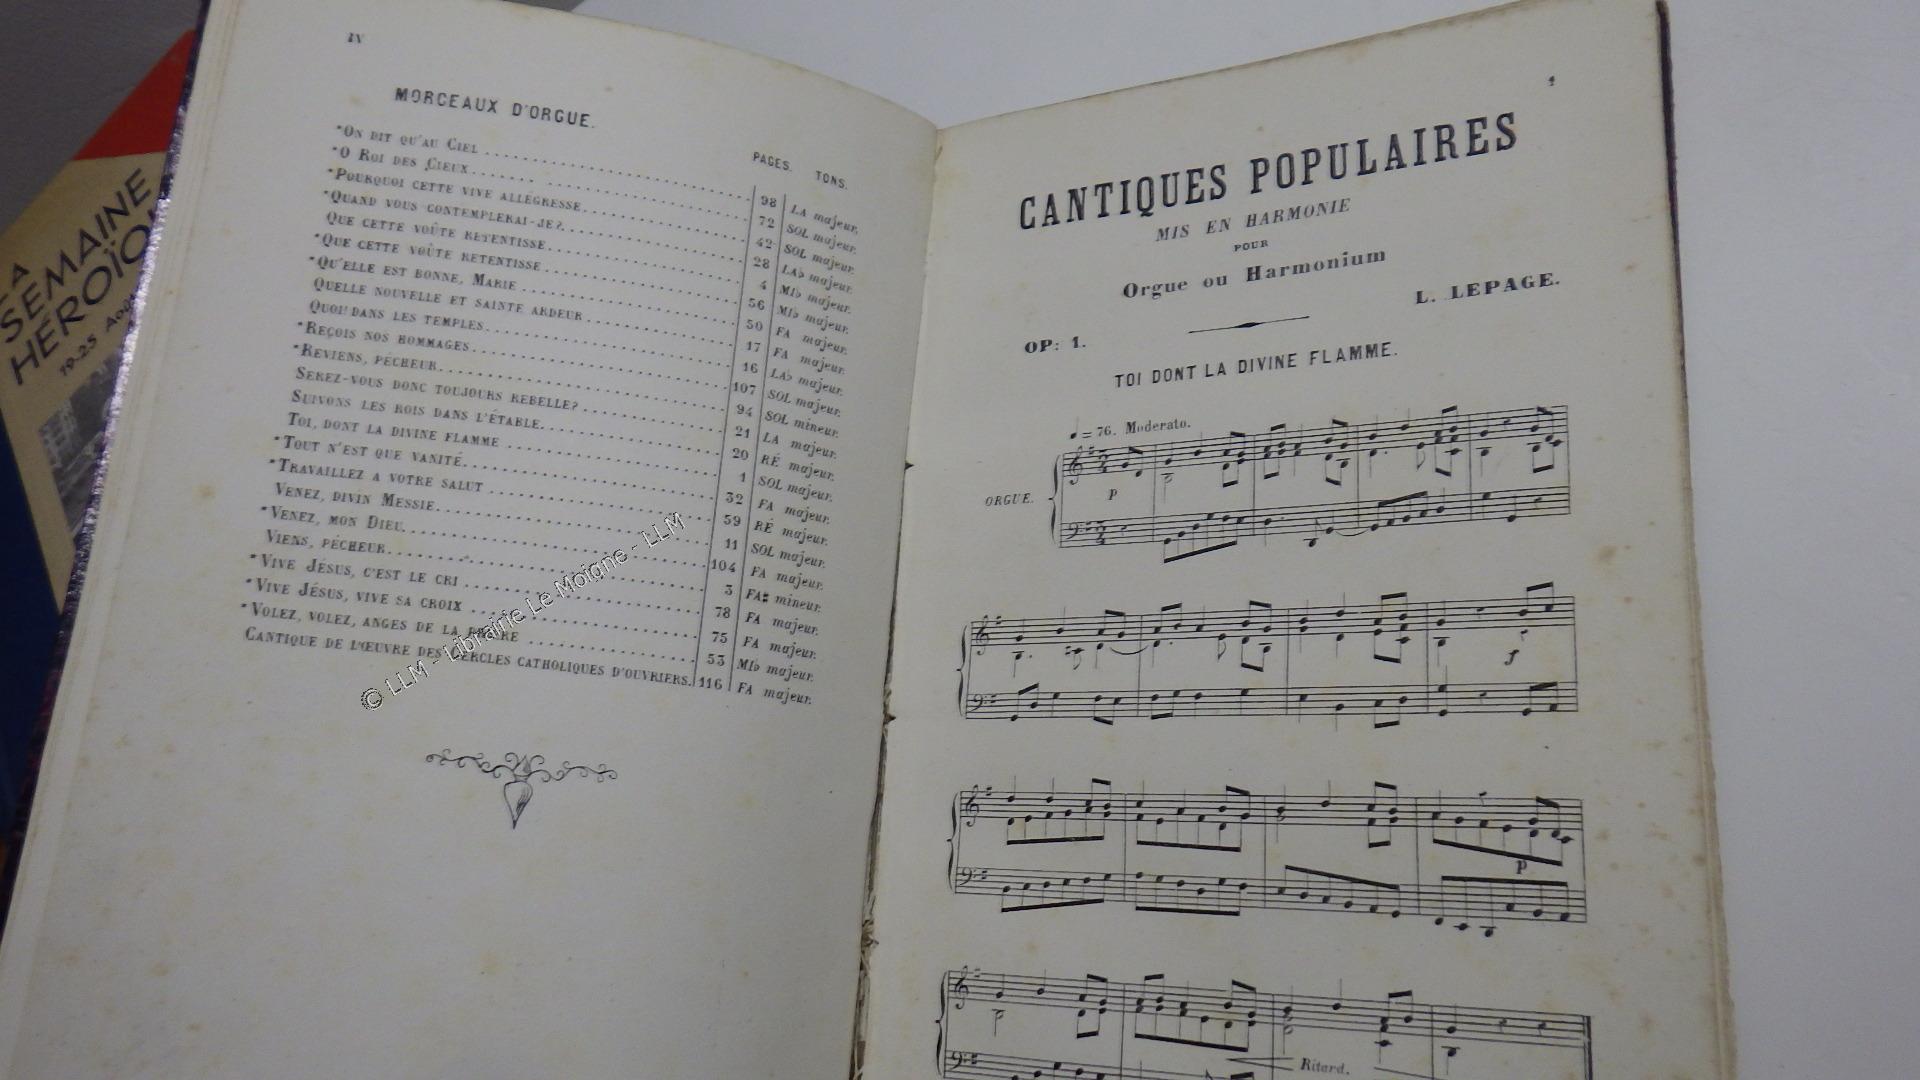 IV
MORCEAUX D'ORGUE.
PAGES. TONS.
*ON DIT QU'AU CIEL 98 LA majeur.
*O ROI DES CIEUX 72 SOL majeur.
*POURQUOI CETTE VIVE ALLÉGRESSE 42 SOL majeur.
*QUAND VOUS CONTEMPLERAI-JE? 28 LA♭ majeur.
QUE CETTE VOÛTE RETENTISSE 4 MI♭ majeur.
*QUE CETTE VOÛTE RETENTISSE 56 MI♭ majeur.
*QU'ELLE EST BONNE, MARIE 50 FA majeur.
QUELLE NOUVELLE ET SAINTE ARDEUR 17 FA majeur.
QUOI! DANS LES TEMPLES 16 LA♭ majeur.
*REÇOIS NOS HOMMAGES 107 SOL majeur.
*REVIENS, PÉCHEUR 94 SOL mineur.
SEREZ-VOUS DONC TOUJOURS REBELLE? 21 LA majeur.
SUIVONS LES ROIS DANS L'ÉTABLE 20 RÉ majeur.
TOI, DONT LA DIVINE FLAMME 1 SOL majeur.
*TOUT N'EST QUE VANITÉ 32 FA majeur.
*TRAVAILLEZ A VOTRE SALUT 59 RÉ majeur.
VENEZ, DIVIN MESSIE 11 SOL majeur.
*VENEZ, MON DIEU 104 FA majeur.
VIENS, PÉCHEUR 3 FA♯ mineur.
*VIVE JÉSUS, C'EST LE CRI 78 FA majeur.
*VIVE JÉSUS, VIVE SA CROIX 75 FA majeur.
*VOLEZ, VOLEZ, ANGES DE LA PRIÈRE 53 MI♭ majeur.
CANTIQUE DE L'ŒUVRE DES CERCLES CATHOLIQUES D'OUVRIERS. 116 FA majeur.
© LLM - Librairie Le Moigne - LLM
1
CANTIQUES POPULAIRES
MIS EN HARMONIE
POUR
Orgue ou Harmonium
L. LEPAGE.
OP: 1.
TOI DONT LA DIVINE FLAMME.
♩ = 76. Moderato.
ORGUE.
p
f
p
Ritard.
LA
SEMAINE
19-25 Août